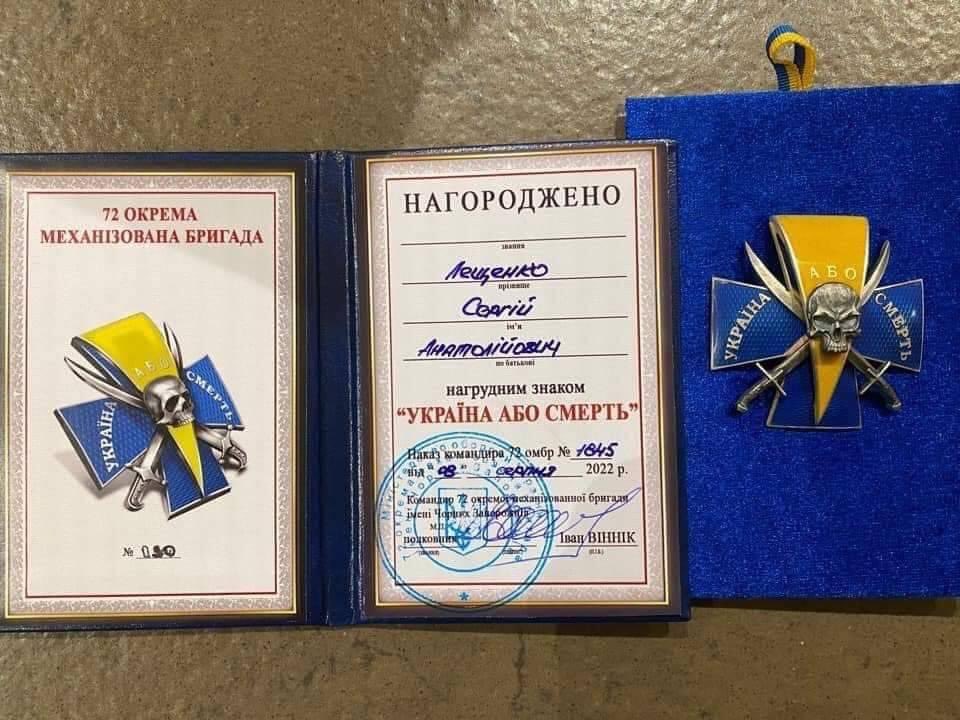 72 ОКРЕМА
МЕХАНІЗОВАНА БРИГАДА
АБО
УКРАЇНА
СМЕРТЬ
№
НАГОРОДЖЕНО
звання
Лещенко
прізвище
Сергій
ім'я
Анатолійович
по батькові
нагрудним знаком
“УКРАЇНА АБО СМЕРТЬ”
Наказ командира 72 омбр № 1845
від “08” серпня 2022 р.
Командир 72 окремої механізованої бригади
імені Чорних Запорожців
М.П.
полковник Іван ВІННІК
(П.І.Б.)
АБО
УКРАЇНА
СМЕРТЬ